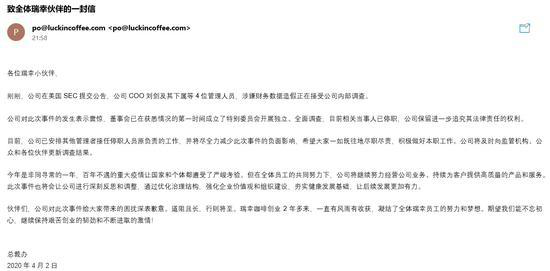 致全体瑞幸伙伴的一封信
P
po@luckincoffee.com <po@luckincoffee.com>
21:58
各位瑞幸小伙伴,
刚刚, 公司在美国 SEC 提交公告, 公司 COO 刘剑及其下属等 4 位管理人员, 涉嫌财务数据造假正在接受公司内部调查。
公司对此次事件的发生表示震惊, 董事会已在获悉情况的第一时间成立了特别委员会开展独立、全面调查, 目前相关当事人已停职, 公司保留进一步追究其法律责任的权利。
目前, 公司已安排其他管理者接任停职人员原负责的工作, 并将尽全力减少此次事件的负面影响, 希望大家一如既往地尽职尽责, 积极做好本职工作。公司将及时向监管机构、公
众和各位伙伴更新调查结果。
今年是非同寻常的一年, 百年不遇的重大疫情让国家和个体都遭受了严峻考验。但在全体员工的共同努力下, 公司将继续努力经营公司业务, 持续为客户提供高质量的产品和服务。
此次事件也将会让公司进行深刻反思和调整, 通过优化治理结构, 强化企业价值观和组织建设, 夯实健康发展基础, 让后续发展更加有力。
伙伴们, 公司对此次事件给大家带来的困扰深表歉意。道阻且长, 行则将至。瑞幸咖啡创业 2 年多来, 一直有风雨有收获, 凝结了全体瑞幸员工的努力和梦想。期望我们能不忘初
心, 继续保持艰苦创业的韧劲和不断进取的激情!
总裁办
2020 年 4 月 2 日